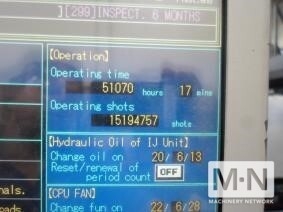 ][299]INSPECT. 6 MONTHS
[Operation]
Operating time
51070 hours 17 mins
Operating shots
15194757 shots
[Hydraulic Oil of IJ Unit]
Change oil on 20/ 6/13
Reset/renewal of
period count OFF
nals.
[CPU FAN]
Change fun on 22/ 6/28
M·N
MACHINERY NETWORK